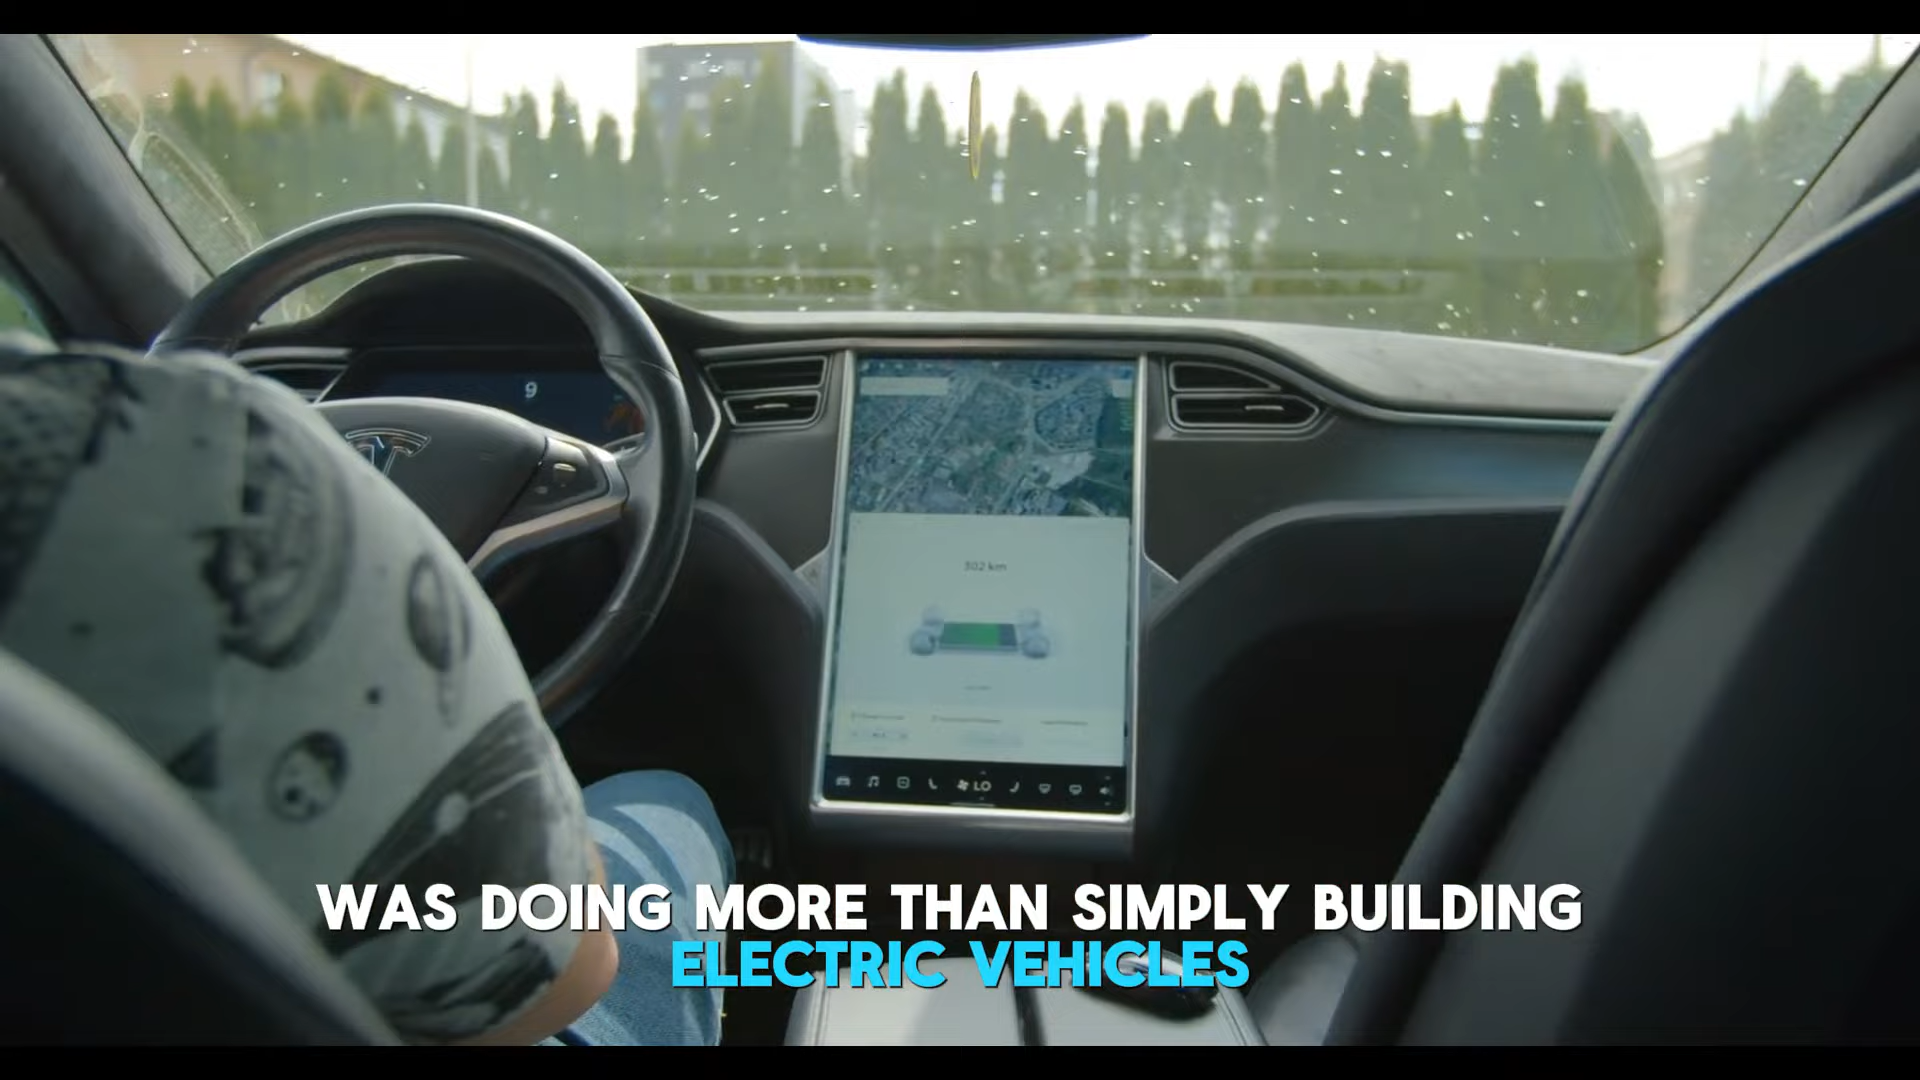 9
302 km
LO
WAS DOING MORE THAN SIMPLY BUILDING
ELECTRIC VEHICLES